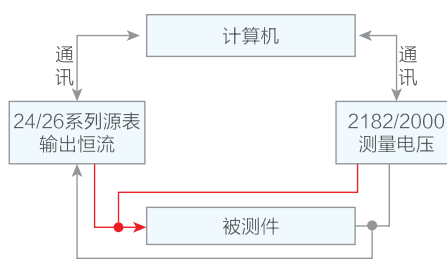 计算机
通讯
通讯
24/26系列源表
输出恒流
2182/2000
测量电压
被测件